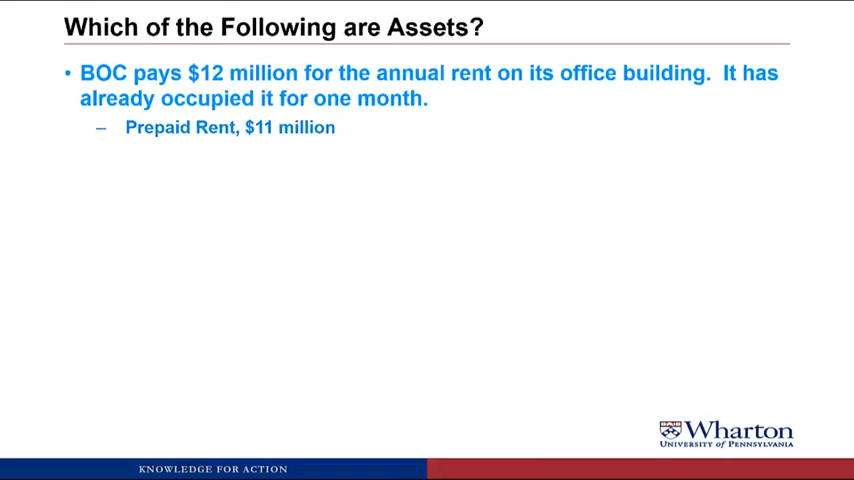 Which of the Following are Assets?
• BOC pays $12 million for the annual rent on its office building. It has
already occupied it for one month.
– Prepaid Rent, $11 million
Wharton
UNIVERSITY of PENNSYLVANIA
KNOWLEDGE FOR ACTION